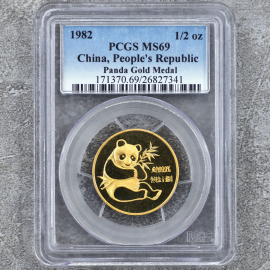 1982 1/2 oz
PCGS MS69
China, People's Republic
Panda Gold Medal
171370.69/26827341